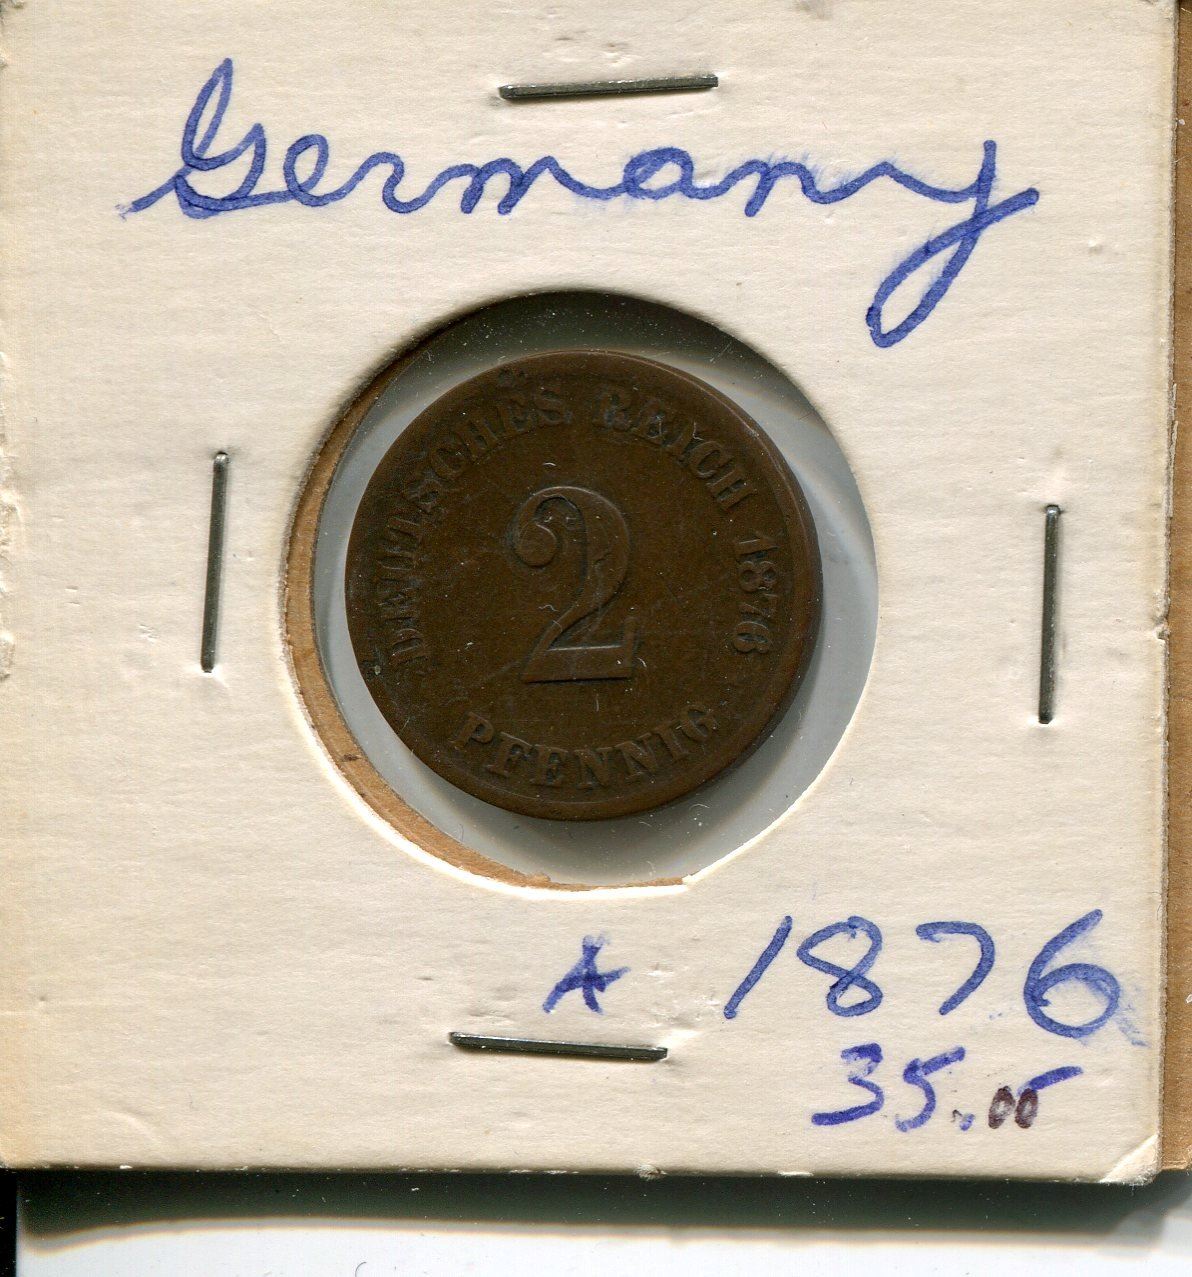 Germany
DEUTSCHES REICH 1876
2
PFENNIG
A 1876
35.00